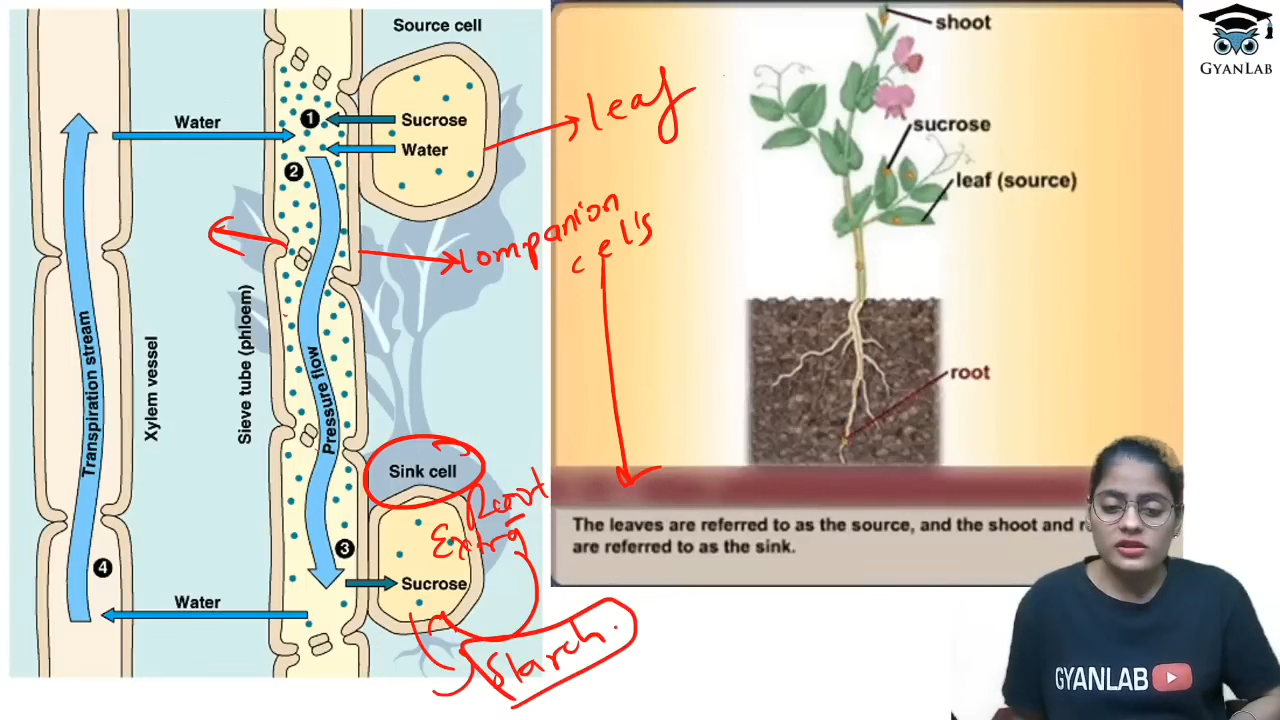 Source cell
Water
1
Sucrose
Water
2
leaf
companion
cells
Transpiration stream
Xylem vessel
Sieve tube (phloem)
Pressure flow
Sink cell
Root
Extra
3
Sucrose
4
Water
Starch.
shoot
sucrose
leaf (source)
root
The leaves are referred to as the source, and the shoot and r
are referred to as the sink.
GYANLAB
GYANLAB